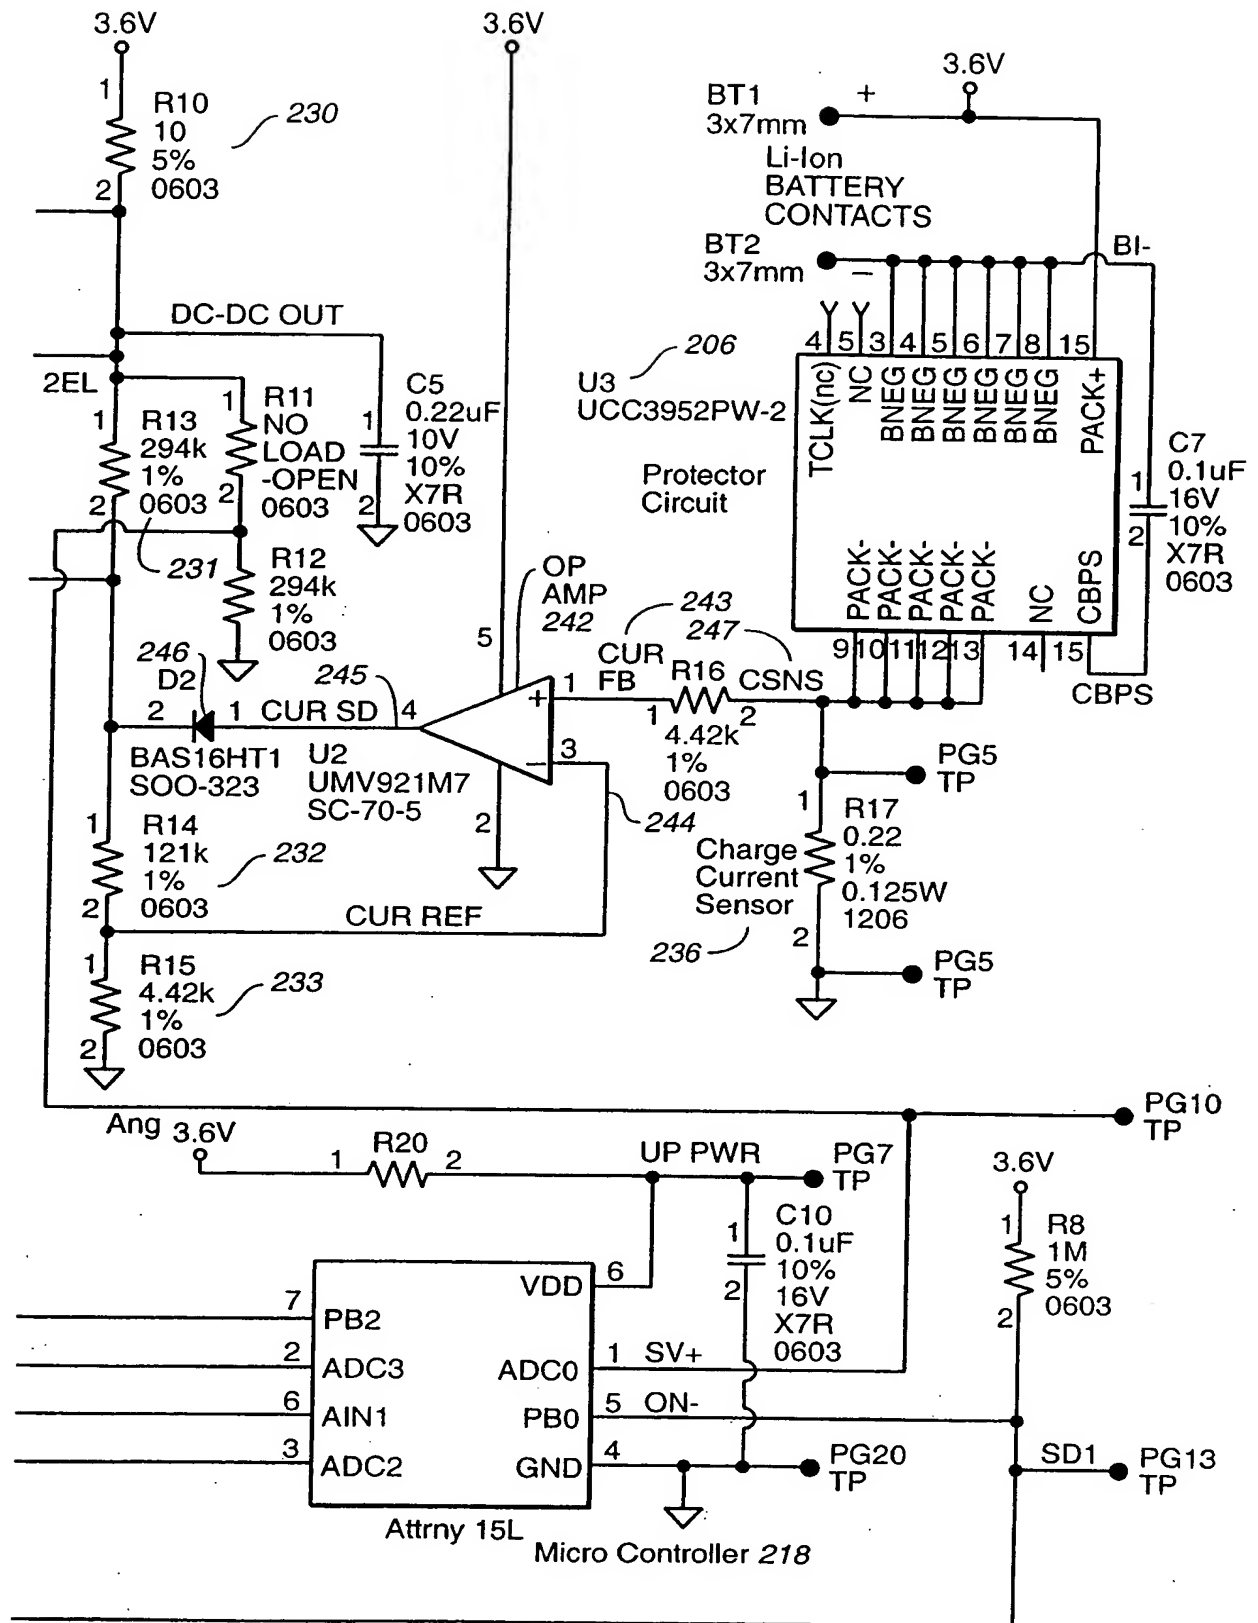 3.6V
1
R10
10
5%
0603
2
230
3.6V
3.6V
BT1
3x7mm
+
Li-Ion
BATTERY
CONTACTS
BT2
3x7mm
−
BI-
DC-DC OUT
2EL
1
R13
294k
1%
0603
2
231
1
R11
NO
LOAD
-OPEN
0603
2
1
C5
0.22uF
10V
10%
X7R
0603
2
R12
294k
1%
0603
206
U3
UCC3952PW-2
Protector
Circuit
4
5
3
4
5
6
7
8
15
TCLK(nc)
NC
BNEG
BNEG
BNEG
BNEG
BNEG
BNEG
PACK+
PACK-
PACK-
PACK-
PACK-
PACK-
NC
CBPS
9
10
11
12
13
14
15
CBPS
C7
0.1uF
16V
10%
X7R
0603
1
2
5
OP
AMP
242
243
CUR
FB
247
CSNS
R16
1
2
4.42k
1%
0603
+
1
−
3
2
244
246
D2
2
1
BAS16HT1
SOO-323
245
CUR SD
4
U2
UMV921M7
SC-70-5
PG5
TP
1
R17
0.22
1%
0.125W
1206
2
Charge
Current
Sensor
236
PG5
TP
1
R14
121k
1%
0603
2
232
CUR REF
1
R15
4.42k
1%
0603
2
233
PG10
TP
Ang
3.6V
1
R20
2
UP PWR
PG7
TP
1
C10
0.1uF
10%
16V
X7R
0603
2
3.6V
1
R8
1M
5%
0603
2
7
PB2
2
ADC3
6
AIN1
3
ADC2
VDD
6
ADC0
1
SV+
PB0
5
ON-
GND
4
PG20
TP
SD1
PG13
TP
Attrny 15L
Micro Controller 218